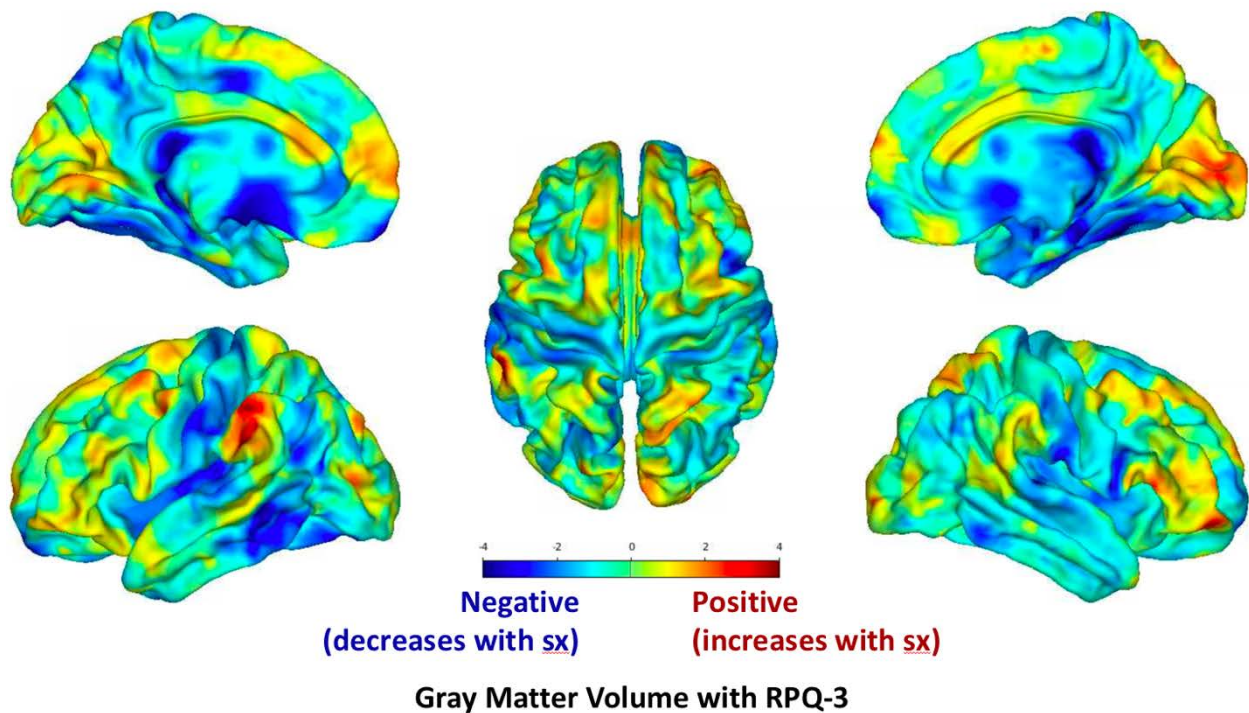 -4 -2 0 2 4
Negative Positive
(decreases with sx) (increases with sx)
Gray Matter Volume with RPQ-3